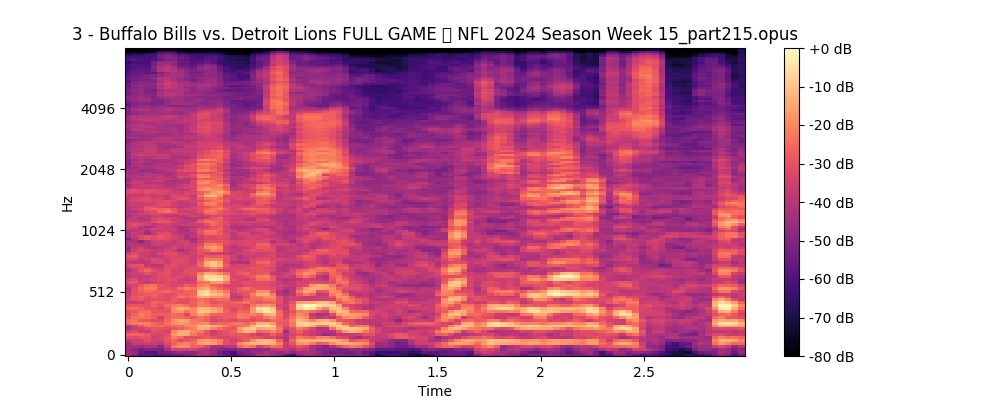 3 - Buffalo Bills vs. Detroit Lions FULL GAME ▯ NFL 2024 Season Week 15_part215.opus
+0 dB
4096
-10 dB
-20 dB
2048
-30 dB
Hz
1024
-40 dB
-50 dB
512
-60 dB
-70 dB
0
-80 dB
0 0.5 1 1.5 2 2.5
Time